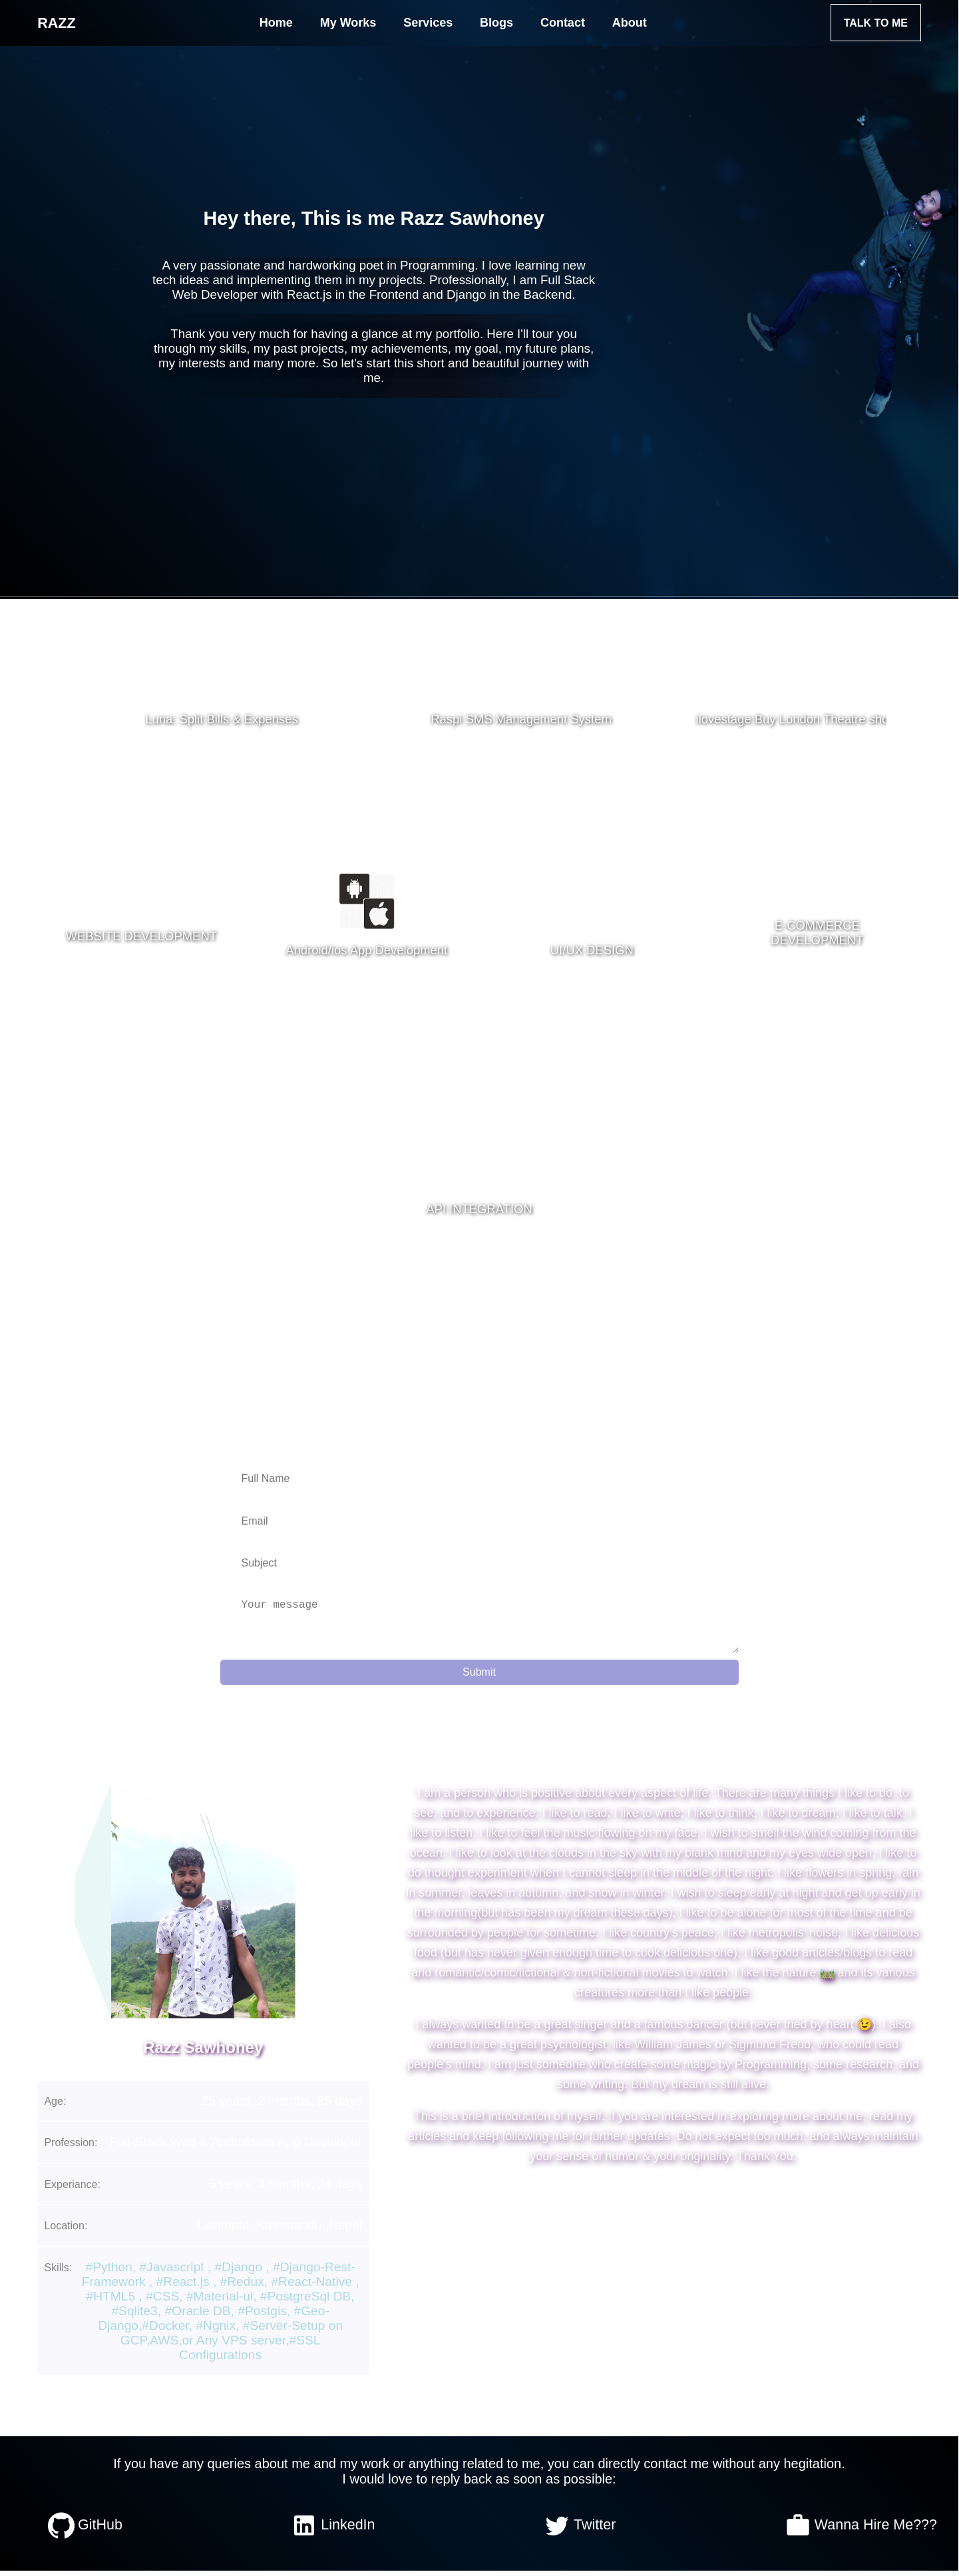 RAZZ
Home My Works Services Blogs Contact About
TALK TO ME
Hey there, This is me Razz Sawhoney
A very passionate and hardworking poet in Programming. I love learning new
tech ideas and implementing them in my projects. Professionally, I am Full Stack
Web Developer with React.js in the Frontend and Django in the Backend.
Thank you very much for having a glance at my portfolio. Here I'll tour you
through my skills, my past projects, my achievements, my goal, my future plans,
my interests and many more. So let's start this short and beautiful journey with
me.
Luna: Split Bills & Expenses
Raspi SMS Management System
ilovestage:Buy London Theatre sho
WEBSITE DEVELOPMENT
Android/ios App Development
UI/UX DESIGN
E-COMMERCE
DEVELOPMENT
API INTEGRATION
Full Name
Email
Subject
Your message
Submit
Razz Sawhoney
Age:
Profession:
Experiance:
Location:
Skills: #Python, #Javascript , #Django , #Django-Rest-
Framework , #React.js , #Redux, #React-Native ,
#HTML5 , #CSS, #Material-ui, #PostgreSql DB,
#Sqlite3, #Oracle DB, #Postgis, #Geo-
Django,#Docker, #Ngnix, #Server-Setup on
GCP,AWS,or Any VPS server,#SSL
Configurations
I am a person who is positive about every aspect of life. There are many things I like to do, to
see, and to experience. I like to read, I like to write; I like to think, I like to dream; I like to talk, I
like to listen. I like to feel the music flowing on my face, I wish to smell the wind coming from the
ocean. I like to look at the clouds in the sky with my blank mind and my eyes wide open, I like to
do thought experiment when I cannot sleep in the middle of the night. I like flowers in spring, rain
in summer, leaves in autumn, and snow in winter. I wish to sleep early at night and get up early in
the morning(but has been my dream these days), I like to be alone for most of the time and be
surrounded by people for sometime. I like country's peace, I like metropolis' noise, I like delicious
food (but has never given enough time to cook delicious one), I like good articles/blogs to read
and romantic/comic/fictional & non-fictional movies to watch. I like the nature 🏞️ and its various
creatures more than I like people.
I always wanted to be a great singer and a famous dancer (but never tried by heart 😉). I also
wanted to be a great psychologist, like William James or Sigmund Freud, who could read
people's mind. I am just someone who create some magic by Programming, some research, and
some writing. But my dream is still alive.
This is a brief introduction of myself. If you are interested in exploring more about me, read my
articles and keep following me for further updates. Do not expect too much, and always maintain
your sense of humor & your originality. Thank You.
If you have any queries about me and my work or anything related to me, you can directly contact me without any hegitation.
I would love to reply back as soon as possible:
GitHub
LinkedIn
Twitter
Wanna Hire Me???